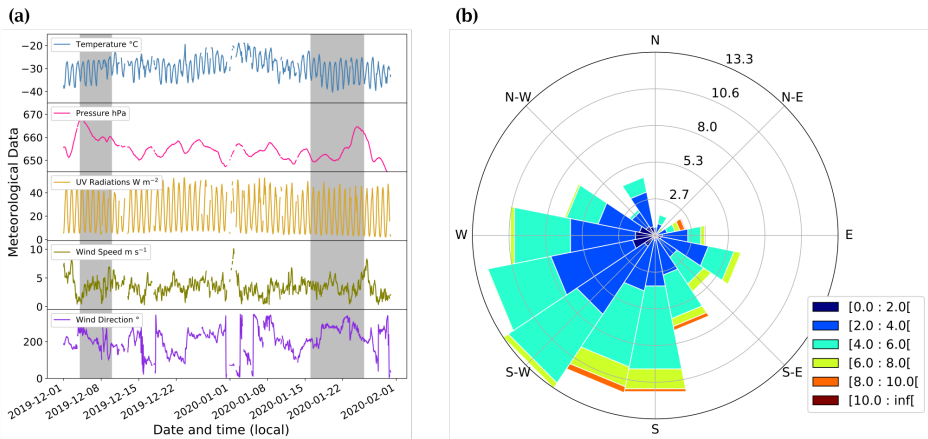 (a)
−20
−30
−40
Temperature °C
670
660
650
Pressure hPa
40
20
0
UV Radiations W m⁻²
10
5
0
Wind Speed m s⁻¹
200
0
Wind Direction °
Meteorological Data
2019-12-01
2019-12-08
2019-12-15
2019-12-22
2020-01-01
2020-01-08
2020-01-15
2020-01-22
2020-02-01
Date and time (local)
(b)
N
13.3
10.6
8.0
5.3
2.7
N-W
N-E
W
E
S-W
S-E
S
[0.0 : 2.0[
[2.0 : 4.0[
[4.0 : 6.0[
[6.0 : 8.0[
[8.0 : 10.0[
[10.0 : inf[